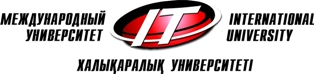 МЕЖДУНАРОДНЫЙ
УНИВЕРСИТЕТ
IT
INTERNATIONAL
UNIVERSITY
ХАЛЫҚАРАЛЫҚ УНИВЕРСИТЕТІ